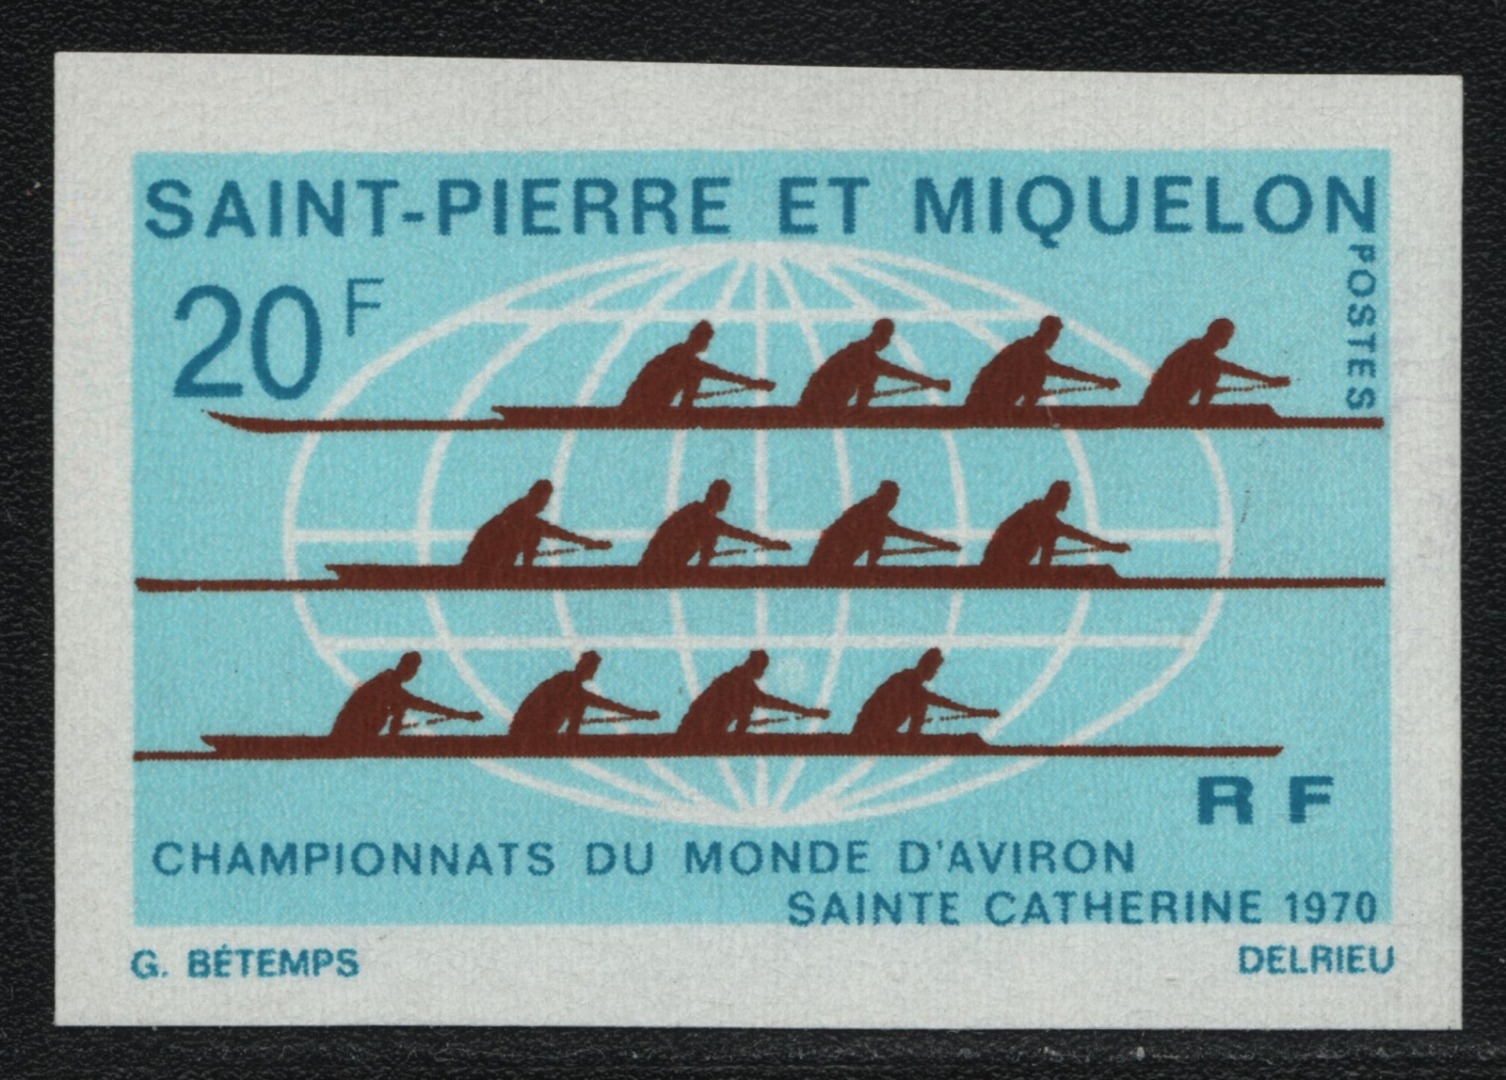 SAINT-PIERRE ET MIQUELON
POSTES
20F
RF
CHAMPIONNATS DU MONDE D'AVIRON
SAINTE CATHERINE 1970
G. BÉTEMPS
DELRIEU